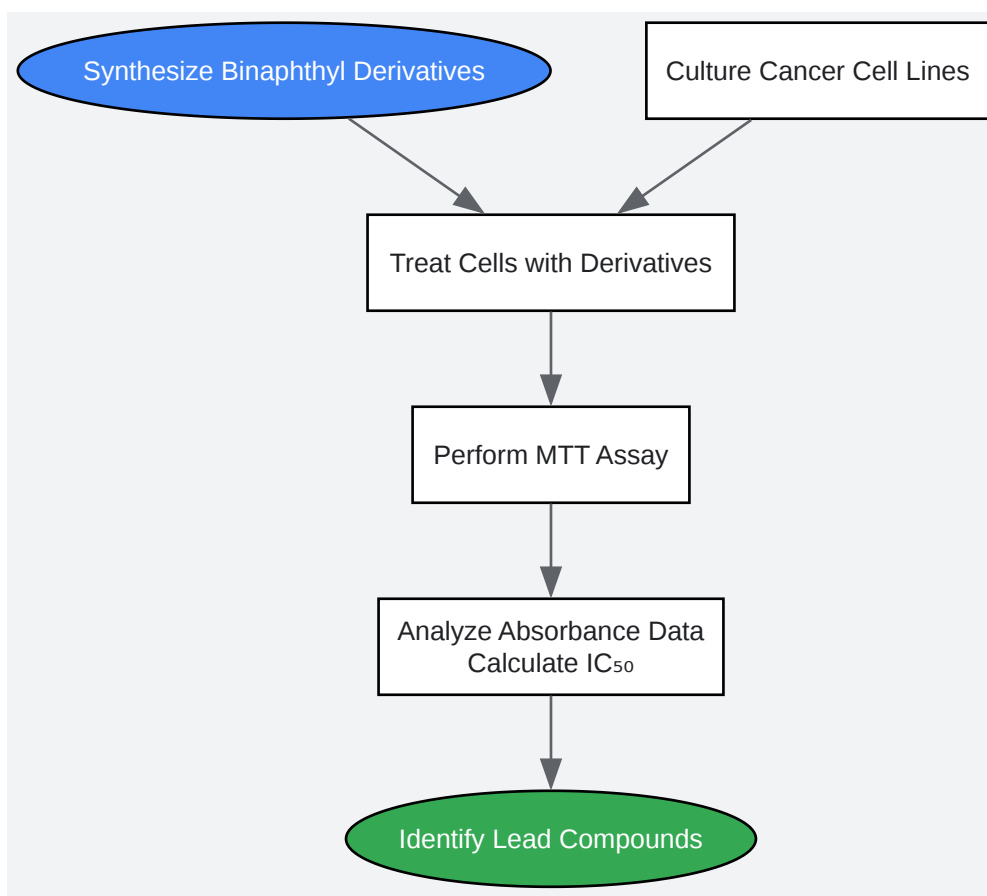 Synthesize Binaphthyl Derivatives
Culture Cancer Cell Lines
Treat Cells with Derivatives
Perform MTT Assay
Analyze Absorbance Data
Calculate IC₅₀
Identify Lead Compounds